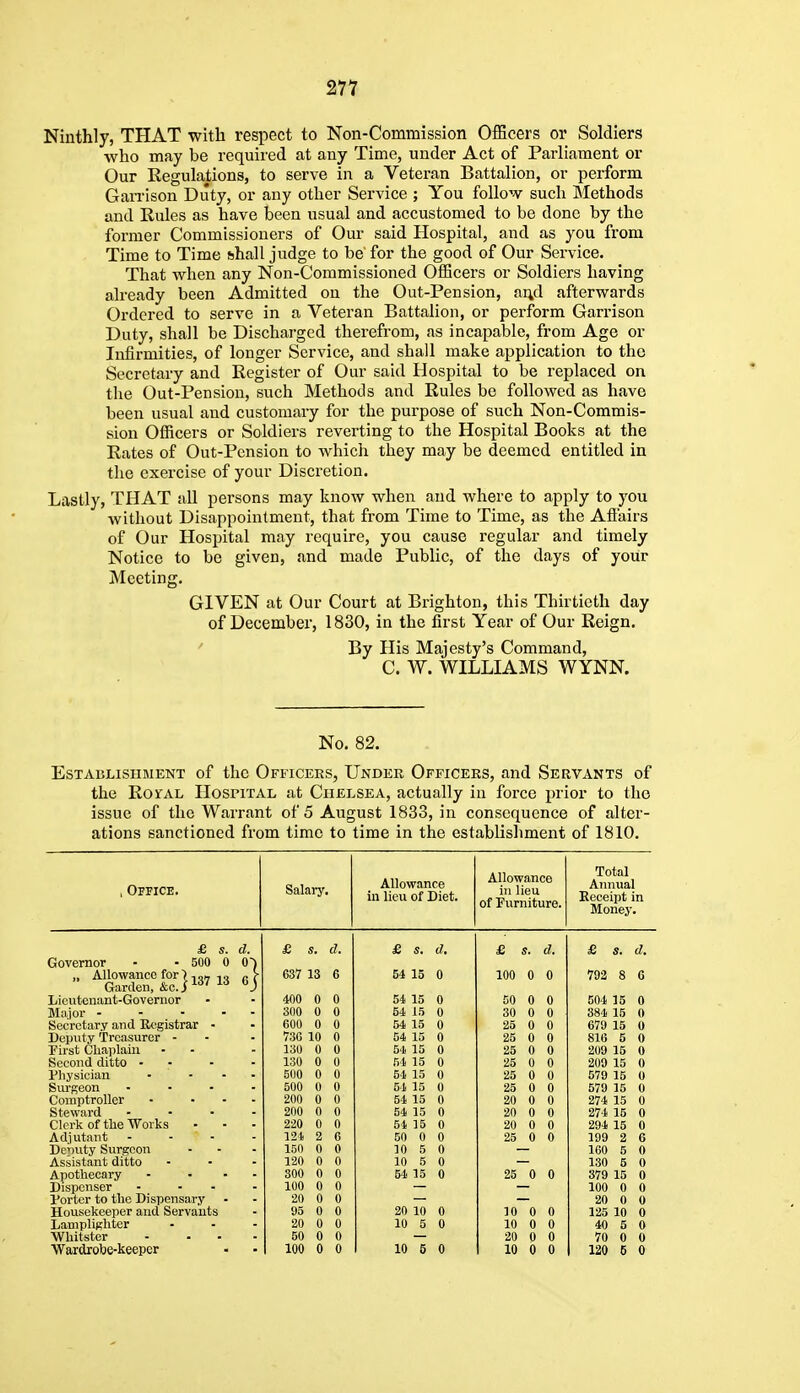 277
Ninthly, THAT with respect to Non-Commission Officers or Soldiers
who may be required at any Time, under Act of Parliament or
Our Regulations, to serve in a Veteran Battalion, or perform
Garrison Duty, or any other Service ; You follow such Methods
and Rules as have been usual and accustomed to be done by the
former Commissioners of Our said Hospital, and as you from
Time to Time shall judge to be for the good of Our Service.
That when any Non-Commissioned Officers or Soldiers having
already been Admitted on the Out-Pension, and afterwards
Ordered to serve in a Veteran Battalion, or perform Garrison
Duty, shall be Discharged therefrom, as incapable, from Age or
Infirmities, of longer Service, and shall make application to the
Secretary and Register of Our said Hospital to be replaced on
the Out-Pension, such Methods and Rules be followed as have
been usual and customary for the purpose of such Non-Commis-
sion Officers or Soldiers reverting to the Hospital Books at the
Rates of Out-Pension to which they may be deemed entitled in
the exercise of your Discretion.
Lastly, THAT all persons may know when and where to apply to you
without Disappointment, that from Time to Time, as the Affairs
of Our Hospital may require, you cause regular and timely
Notice to be given, and made Public, of the days of your
Meeting.
GIVEN at Our Court at Brighton, this Thirtieth day
of December, 1830, in the first Year of Our Reign.
By His Majesty's Command,
C. W. WILLIAMS WYNN.
No. 82.
ESTABLISHMENT of the OFFICERS, UNDER OFFICERS, and SERVANTS of
the ROYAL HOSPITAL at CHELSEA, actually in force prior to the
issue of the Warrant of 5 August 1833, in consequence of alter-
ations sanctioned from time to time in the establishment of 1810.
OFFICE. Salary. Allowance in lieu of Diet. Allowance in lieu of Furniture. Total Annual Receipt in Money.
£ s. d. £ s. d. £ s. d. £ s. d. £ s. d.
Governor - - 500 0 0
„ Allowance for Garden, &c. 137 13 6 637 13 6 54 15 0 100 0 0 792 8 6
Lieutenant-Governor - - 400 0 0 54 15 0 50 0 0 504 15 0
Major - - - - - 300 0 0 54 15 0 30 0 0 384 15 0
Secretary and Registrar - - 600 0 0 54 15 0 25 0 0 679 15 0
Deputy Treasurer - - - 736 10 0 54 15 0 25 0 0 816 5 0
First Chaplain - - - 130 0 0 54 15 0 25 0 0 209 15 0
Second ditto - - - - 130 0 0 54 15 0 25 0 0 209 15 0
Physician - - - - 500 0 0 54 15 0 25 0 0 579 15 0
Surgeon - - - - 500 0 0 54 15 0 25 0 0 579 15 0
Comptroller - - - - 200 0 0 54 15 0 20 0 0 274 15 0
Steward - - - - 200 0 0 54 15 0 20 0 0 274 15 0
Clerk of the Works - - - 220 0 0 54 15 0 20 0 0 294 15 0
Adjutant - - - - 124 2 6 50 0 0 25 0 0 199 2 6
Deputy Surgeon - - - 150 0 0 10 5 0 — 160 5 0
Assistant ditto - - - 120 0 0 10 5 0 — 130 5 0
Apothecary - - - - 300 0 0 54 15 0 25 0 0 379 15 0
Dispenser - - - - 100 0 0 — — 100 0 0
Porter to the Dispensary - - 20 0 0 — — 20 0 0
Housekeeper and Servants - 95 0 0 20 10 0 10 0 0 125 10 0
Lamplighter - - - 20 0 0 10 5 0 10 0 0 40 5 0
Whitster - - - - 50 0 0 — 20 0 0 70 0 0
Wardrobe-keeper - - 100 0 0 10 5 0 10 0 0 120 5 0